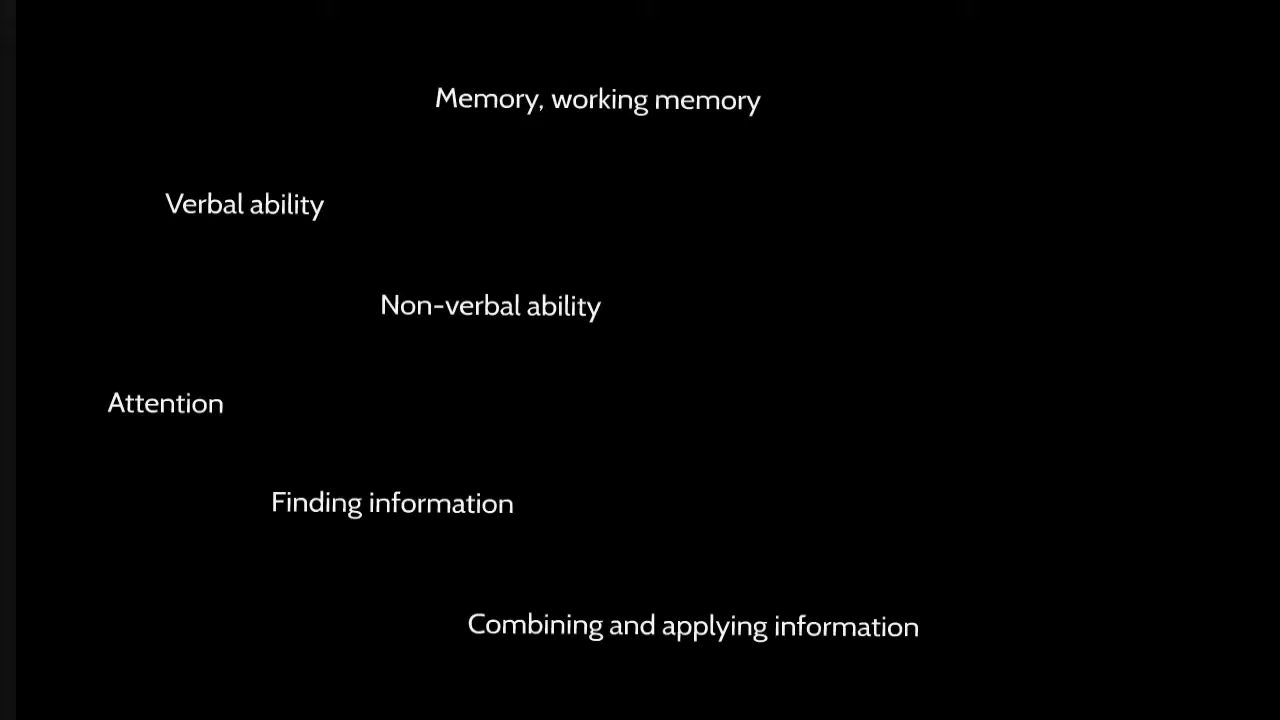 Memory, working memory
Verbal ability
Non-verbal ability
Attention
Finding information
Combining and applying information